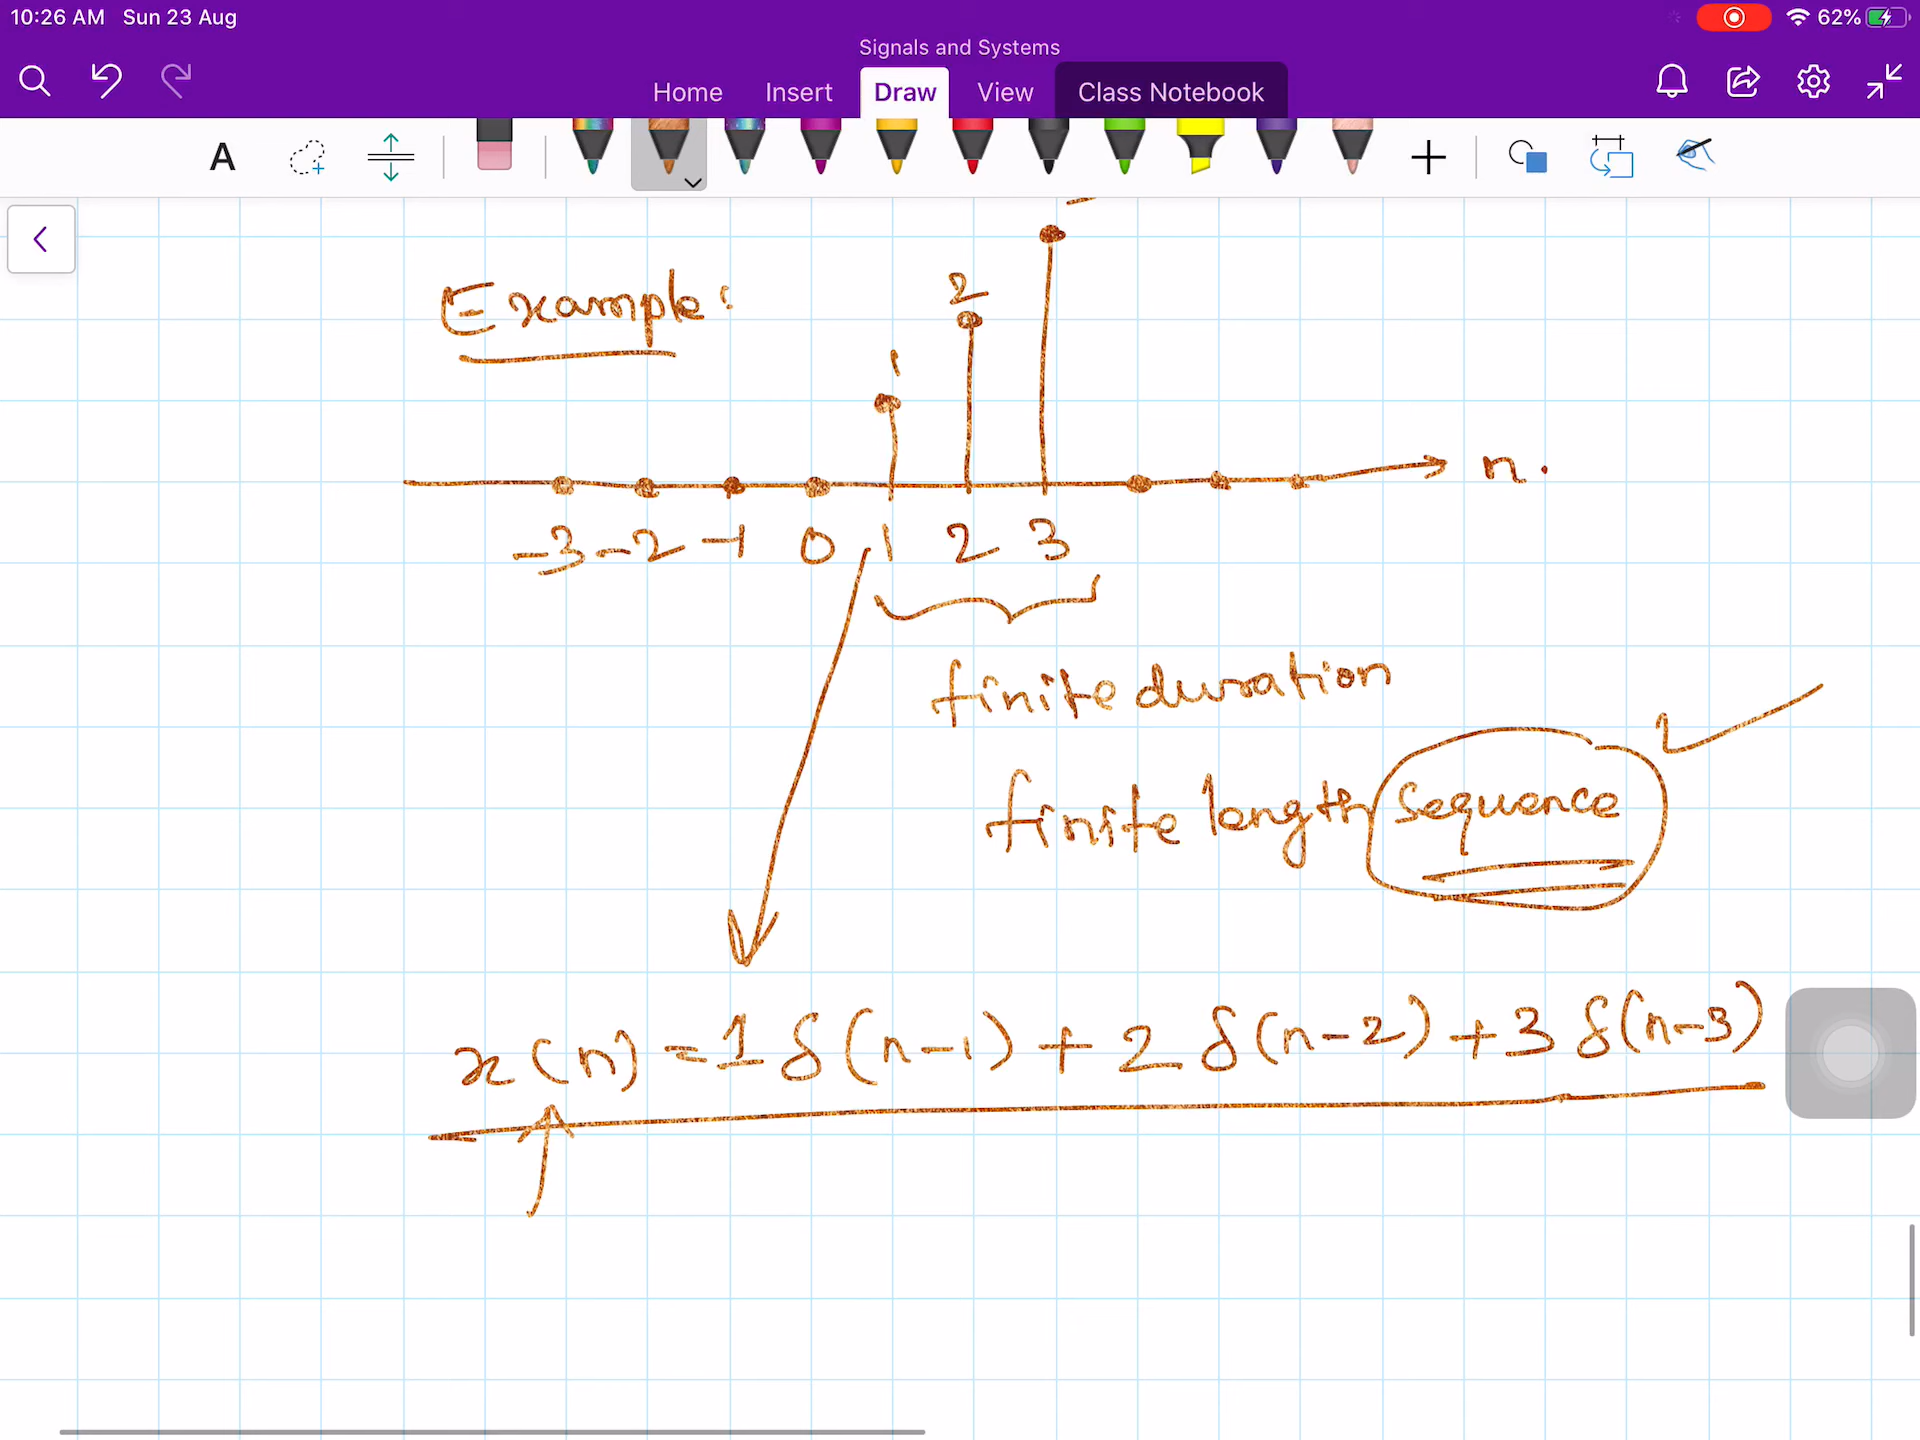 10:26 AM Sun 23 Aug
62%
Signals and Systems
Home Insert Draw View Class Notebook
A
Example:
1
2
n.
-3 -2 -1 0 1 2 3
finite duration
finite length sequence
x(n) = 1 δ(n-1) + 2 δ(n-2) + 3 δ(n-3)